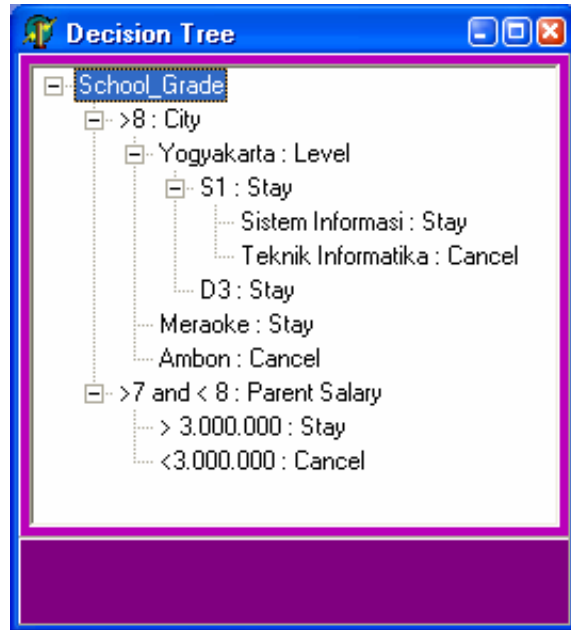 Decision Tree
School_Grade
>8 : City
Yogyakarta : Level
S1 : Stay
Sistem Informasi : Stay
Teknik Informatika : Cancel
D3 : Stay
Meraoke : Stay
Ambon : Cancel
>7 and < 8 : Parent Salary
> 3.000.000 : Stay
<3.000.000 : Cancel